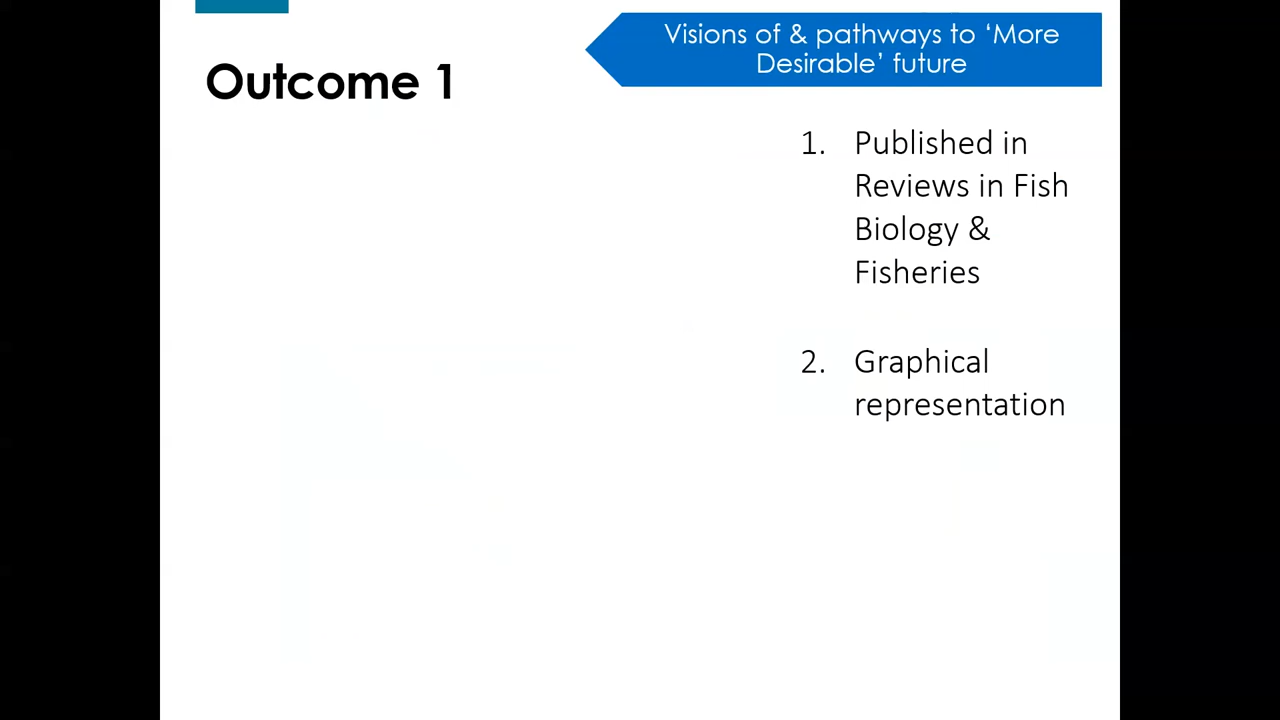 Visions of & pathways to ‘More
Desirable’ future
Outcome 1
1. Published in
Reviews in Fish
Biology &
Fisheries
2. Graphical
representation